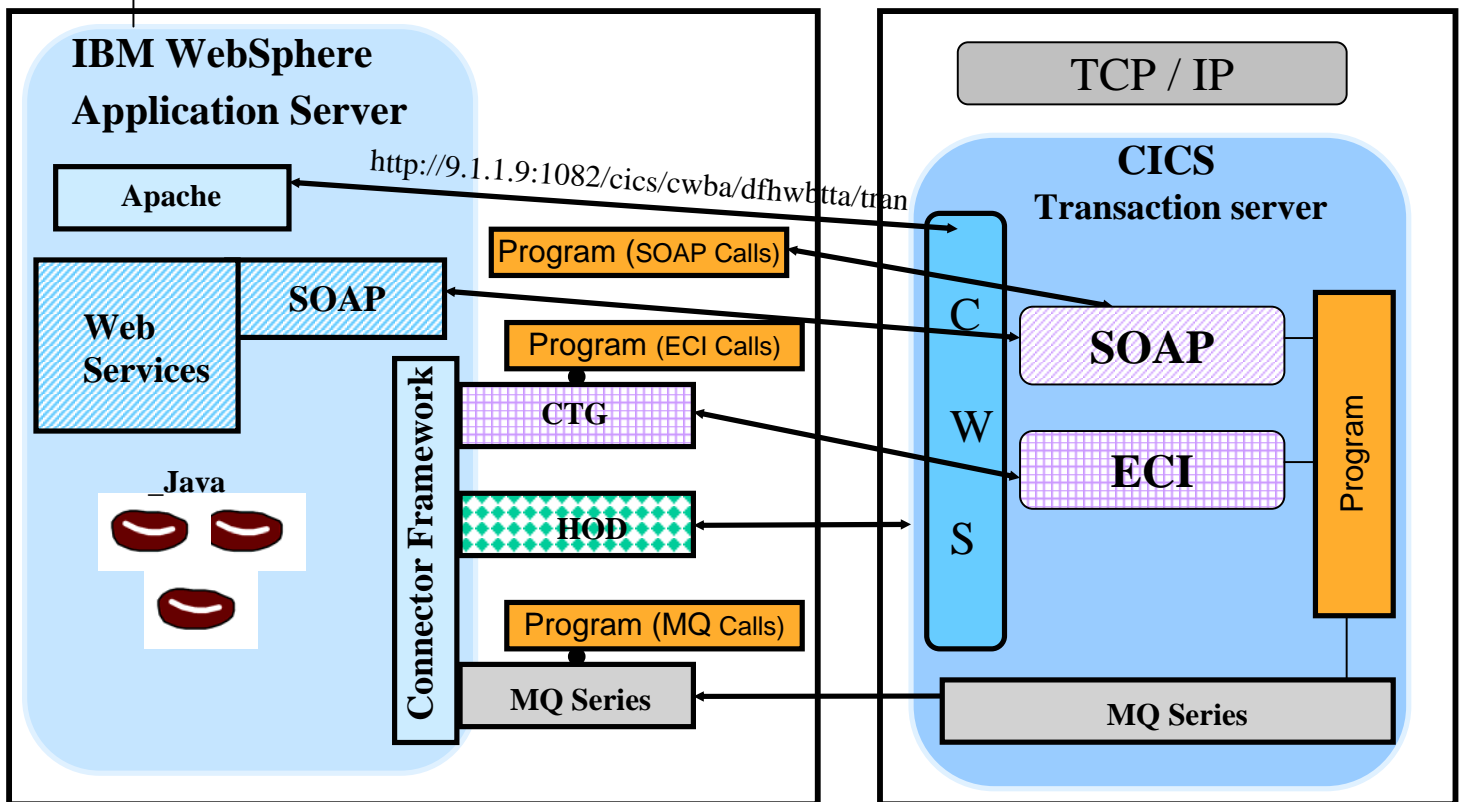 IBM WebSphere
Application Server
Apache
http://9.1.1.9:1082/cics/cwba/dfhwbtta/tran
Program (SOAP Calls)
Web
Services
SOAP
Program (ECI Calls)
Connector Framework
CTG
_Java
HOD
Program (MQ Calls)
MQ Series
TCP / IP
CICS
Transaction server
C
W
S
SOAP
ECI
Program
MQ Series